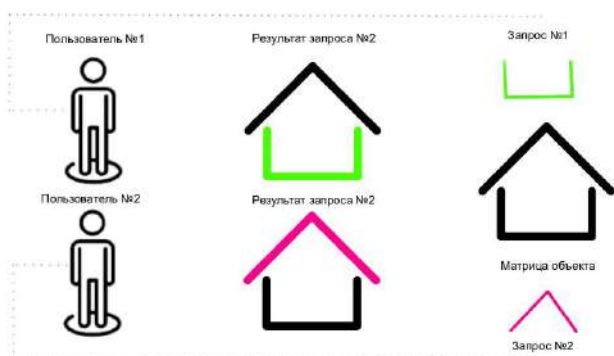 Пользователь №1
Результат запроса №2
Запрос №1
Пользователь №2
Результат запроса №2
Матрица объекта
Запрос №2